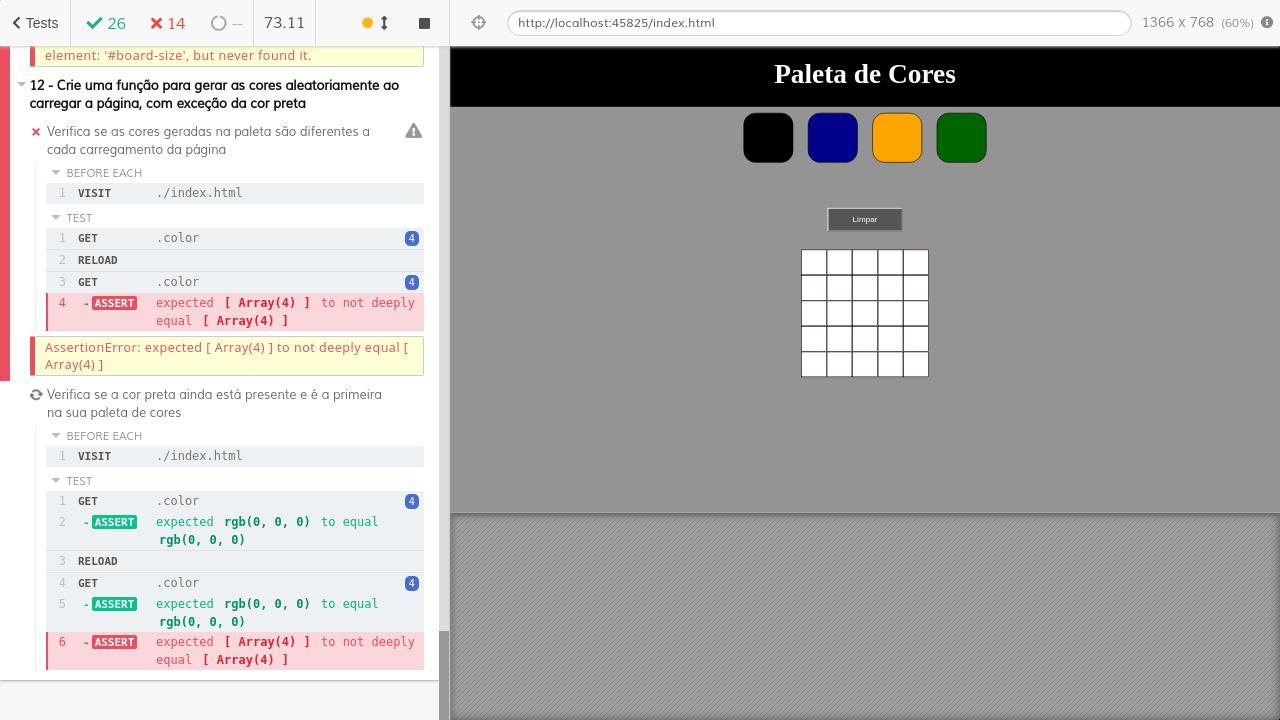 Tests
26
14
--
73.11
http://localhost:45825/index.html
1366 x 768 (60%)
element: '#board-size', but never found it.
12 - Crie uma função para gerar as cores aleatoriamente ao
carregar a página, com exceção da cor preta
Verifica se as cores geradas na paleta são diferentes a
cada carregamento da página
BEFORE EACH
1 VISIT ./index.html
TEST
1 GET .color 4
2 RELOAD
3 GET .color 4
4 -ASSERT expected [ Array(4) ] to not deeply
equal [ Array(4) ]
AssertionError: expected [ Array(4) ] to not deeply equal [
Array(4) ]
Verifica se a cor preta ainda está presente e é a primeira
na sua paleta de cores
BEFORE EACH
1 VISIT ./index.html
TEST
1 GET .color 4
2 -ASSERT expected rgb(0, 0, 0) to equal
rgb(0, 0, 0)
3 RELOAD
4 GET .color 4
5 -ASSERT expected rgb(0, 0, 0) to equal
rgb(0, 0, 0)
6 -ASSERT expected [ Array(4) ] to not deeply
equal [ Array(4) ]
Paleta de Cores
Limpar